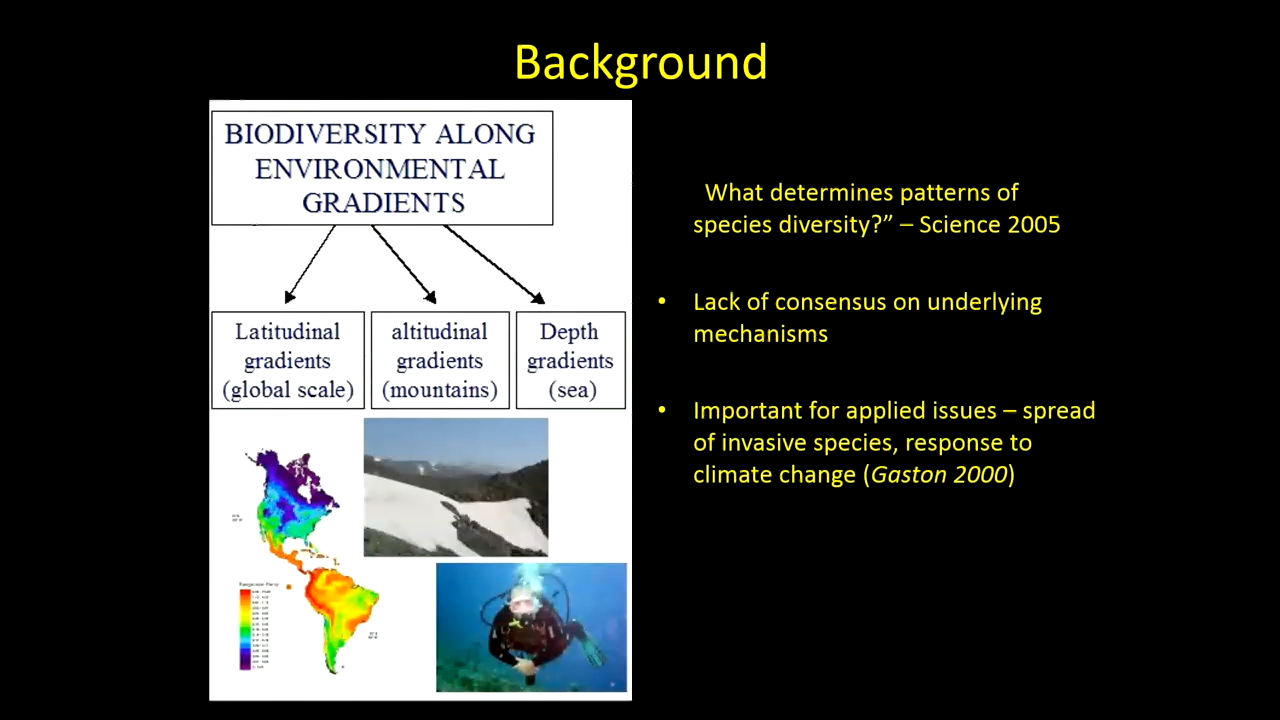 Background
BIODIVERSITY ALONG
ENVIRONMENTAL
GRADIENTS
Latitudinal
gradients
(global scale)
altitudinal
gradients
(mountains)
Depth
gradients
(sea)
What determines patterns of
species diversity?” – Science 2005
• Lack of consensus on underlying
mechanisms
• Important for applied issues – spread
of invasive species, response to
climate change (Gaston 2000)